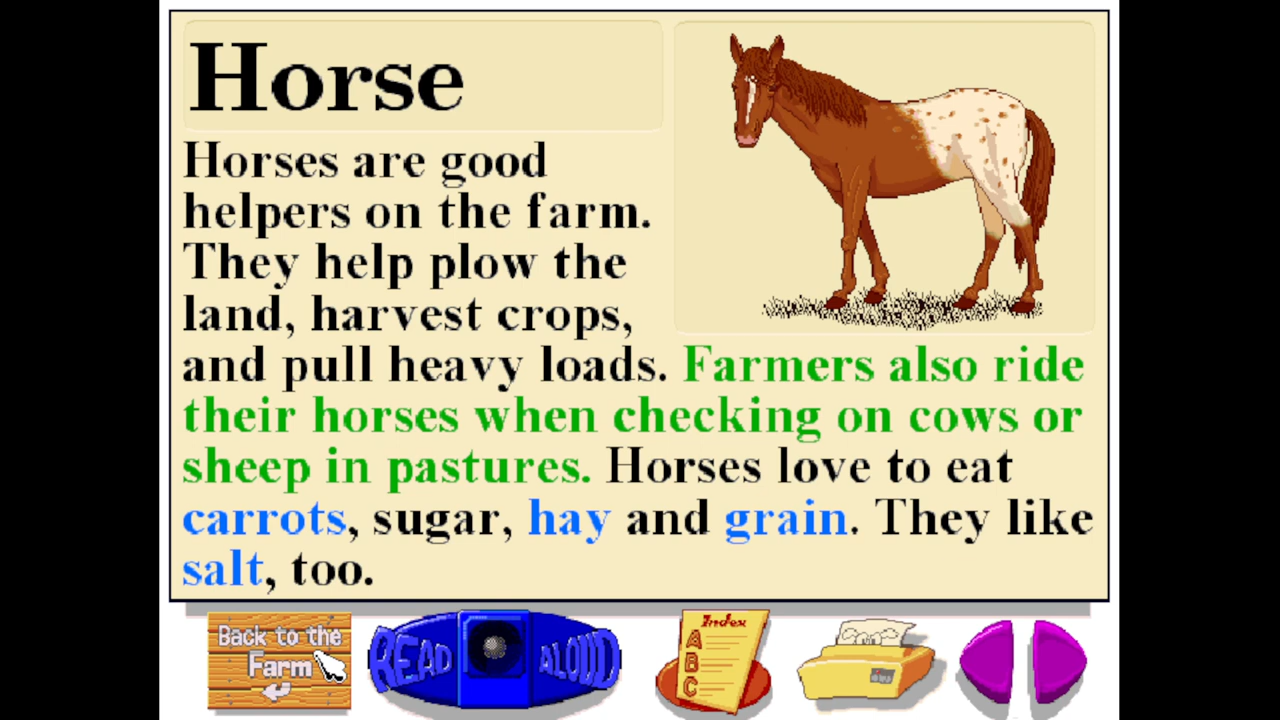 Horse
Horses are good
helpers on the farm.
They help plow the
land, harvest crops,
and pull heavy loads. Farmers also ride
their horses when checking on cows or
sheep in pastures. Horses love to eat
carrots, sugar, hay and grain. They like
salt, too.
Back to the
Farm
READ ALOUD
Index
A
B
C